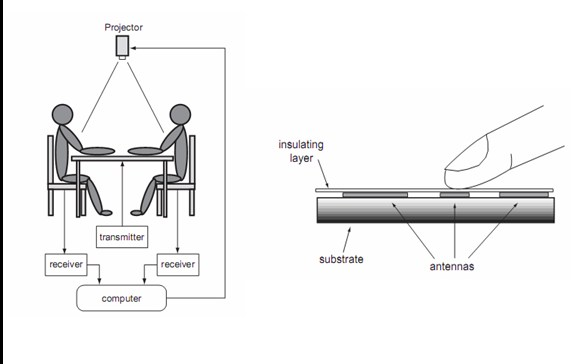 Projector
transmitter
receiver
receiver
computer
insulating
layer
substrate
antennas